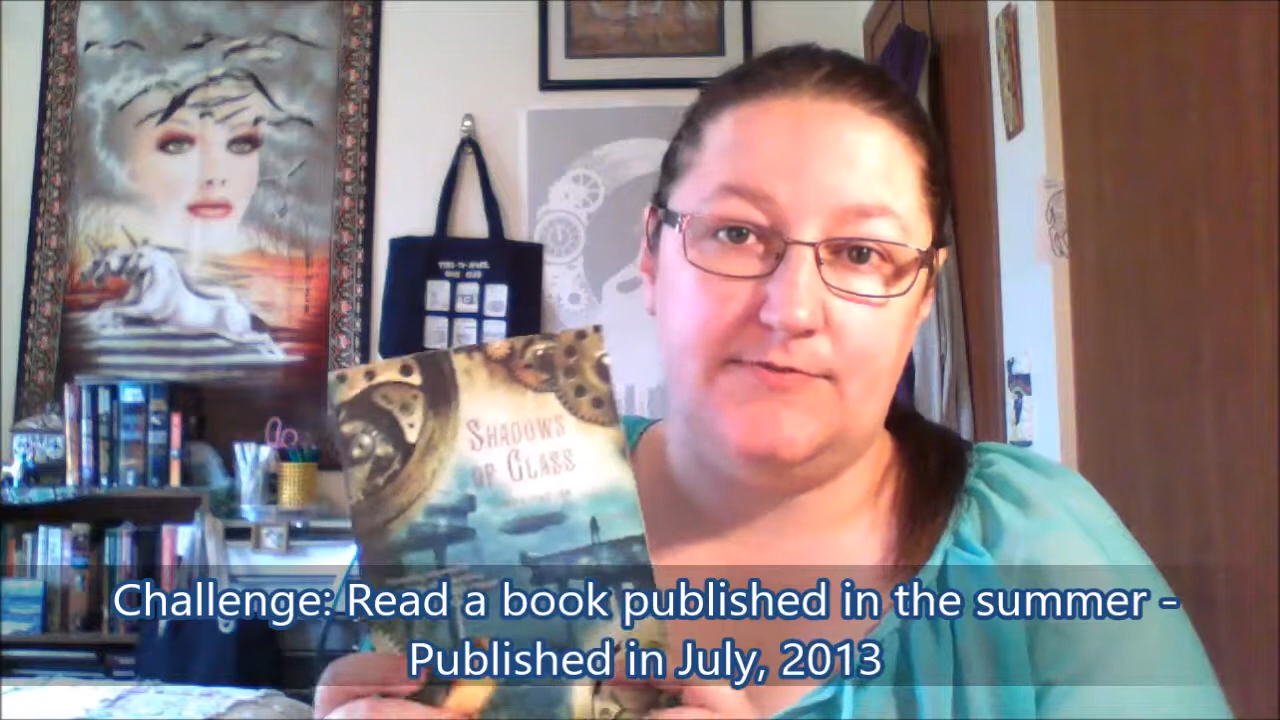 SHADOWS
OF GLASS
Challenge: Read a book published in the summer -
Published in July, 2013